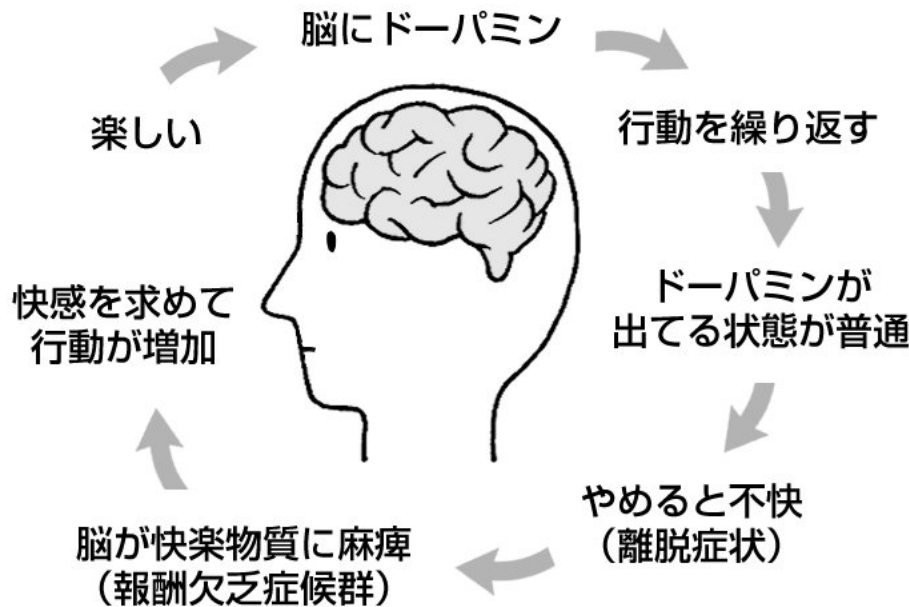 脳にドーパミン
行動を繰り返す
ドーパミンが
出てる状態が普通
やめると不快
（離脱症状）
脳が快楽物質に麻痺
（報酬欠乏症候群）
快感を求めて
行動が増加
楽しい